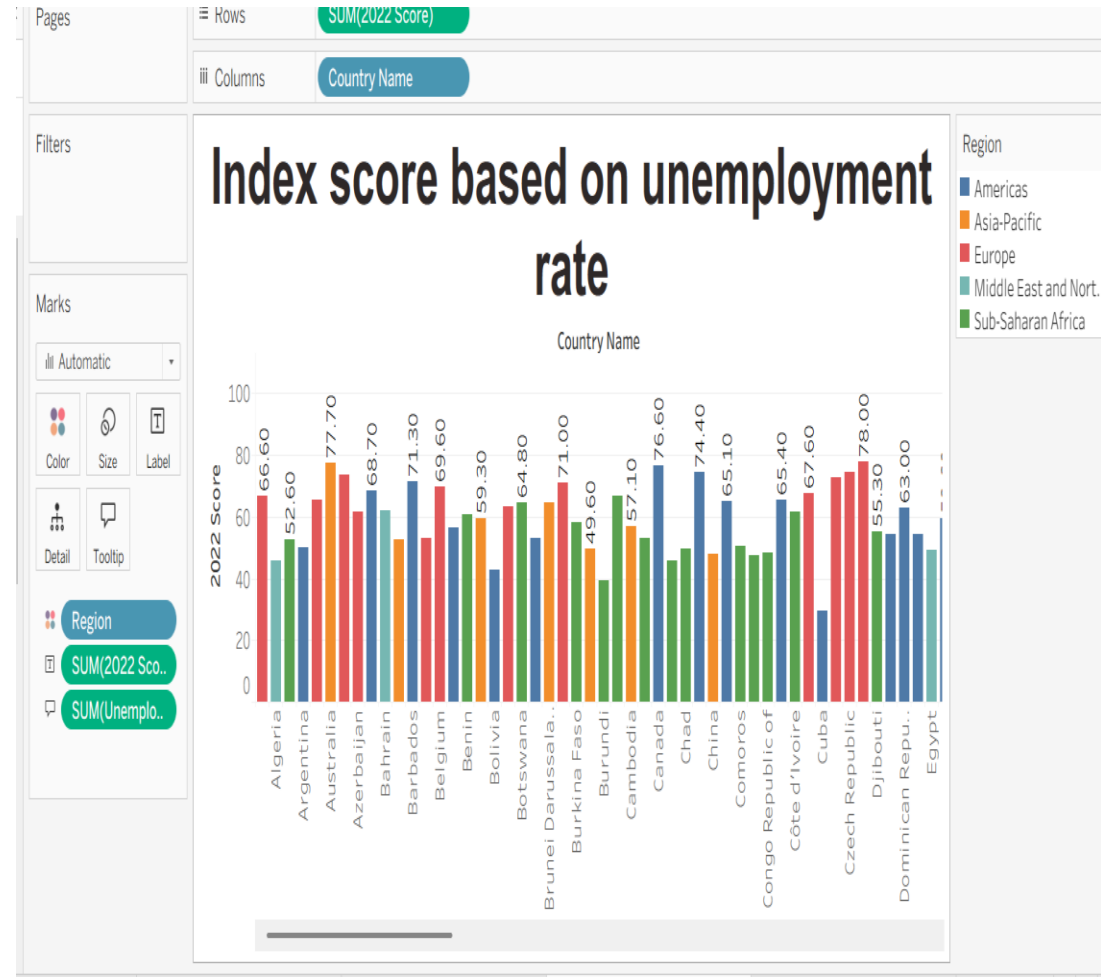 Pages
Rows
SUM(2022 Score)
Columns
Country Name
Filters
Marks
Automatic
Color
Size
Label
Detail
Tooltip
Region
SUM(2022 Sco..
SUM(Unemplo..
Index score based on unemployment
rate
Country Name
2022 Score
100
80
60
40
20
0
66.60
52.60
77.70
68.70
71.30
69.60
59.30
64.80
71.00
49.60
57.10
76.60
74.40
65.10
65.40
67.60
78.00
55.30
63.00
Algeria
Argentina
Australia
Azerbaijan
Bahrain
Barbados
Belgium
Benin
Bolivia
Botswana
Brunei Darussala..
Burkina Faso
Burundi
Cambodia
Canada
Chad
China
Comoros
Congo Republic of
Côte d'Ivoire
Cuba
Czech Republic
Djibouti
Dominican Repu..
Egypt
Region
Americas
Asia-Pacific
Europe
Middle East and Nort.
Sub-Saharan Africa